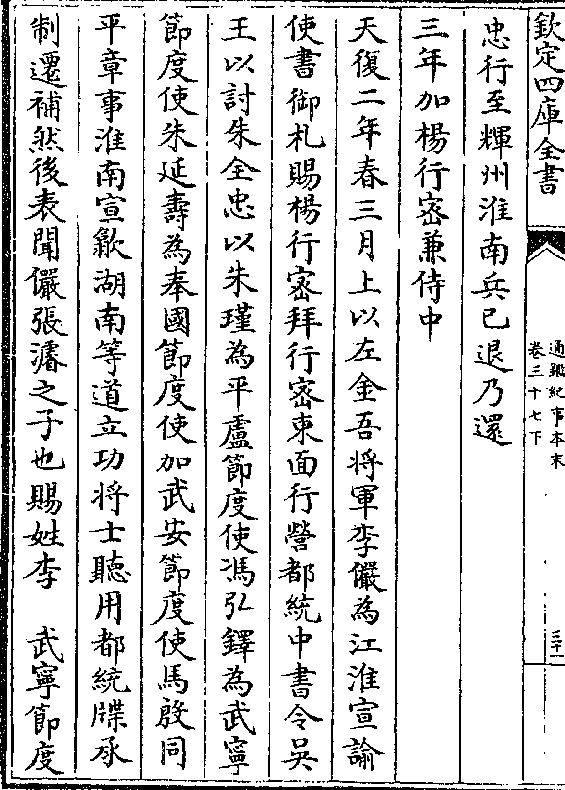 欽定四庫全書
通鑑紀事本末
卷三十七下
三十一
忠行至輝州淮南兵已退乃還
三年加楊行密兼侍中
天復二年春三月上以左金吾將軍李儼為江淮宣諭
使書御札賜楊行密拜行密東面行營都統中書令吳
王以討朱全忠以朱瑾為平盧節度使馮弘鐸為武寧
節度使朱延壽為奉國節度使加武安節度使馬殷同
平章事淮南宣歙湖南等道立功將士聽用都統牒承
制遷補然後表聞儼張濬之子也賜姓李　武寧節度